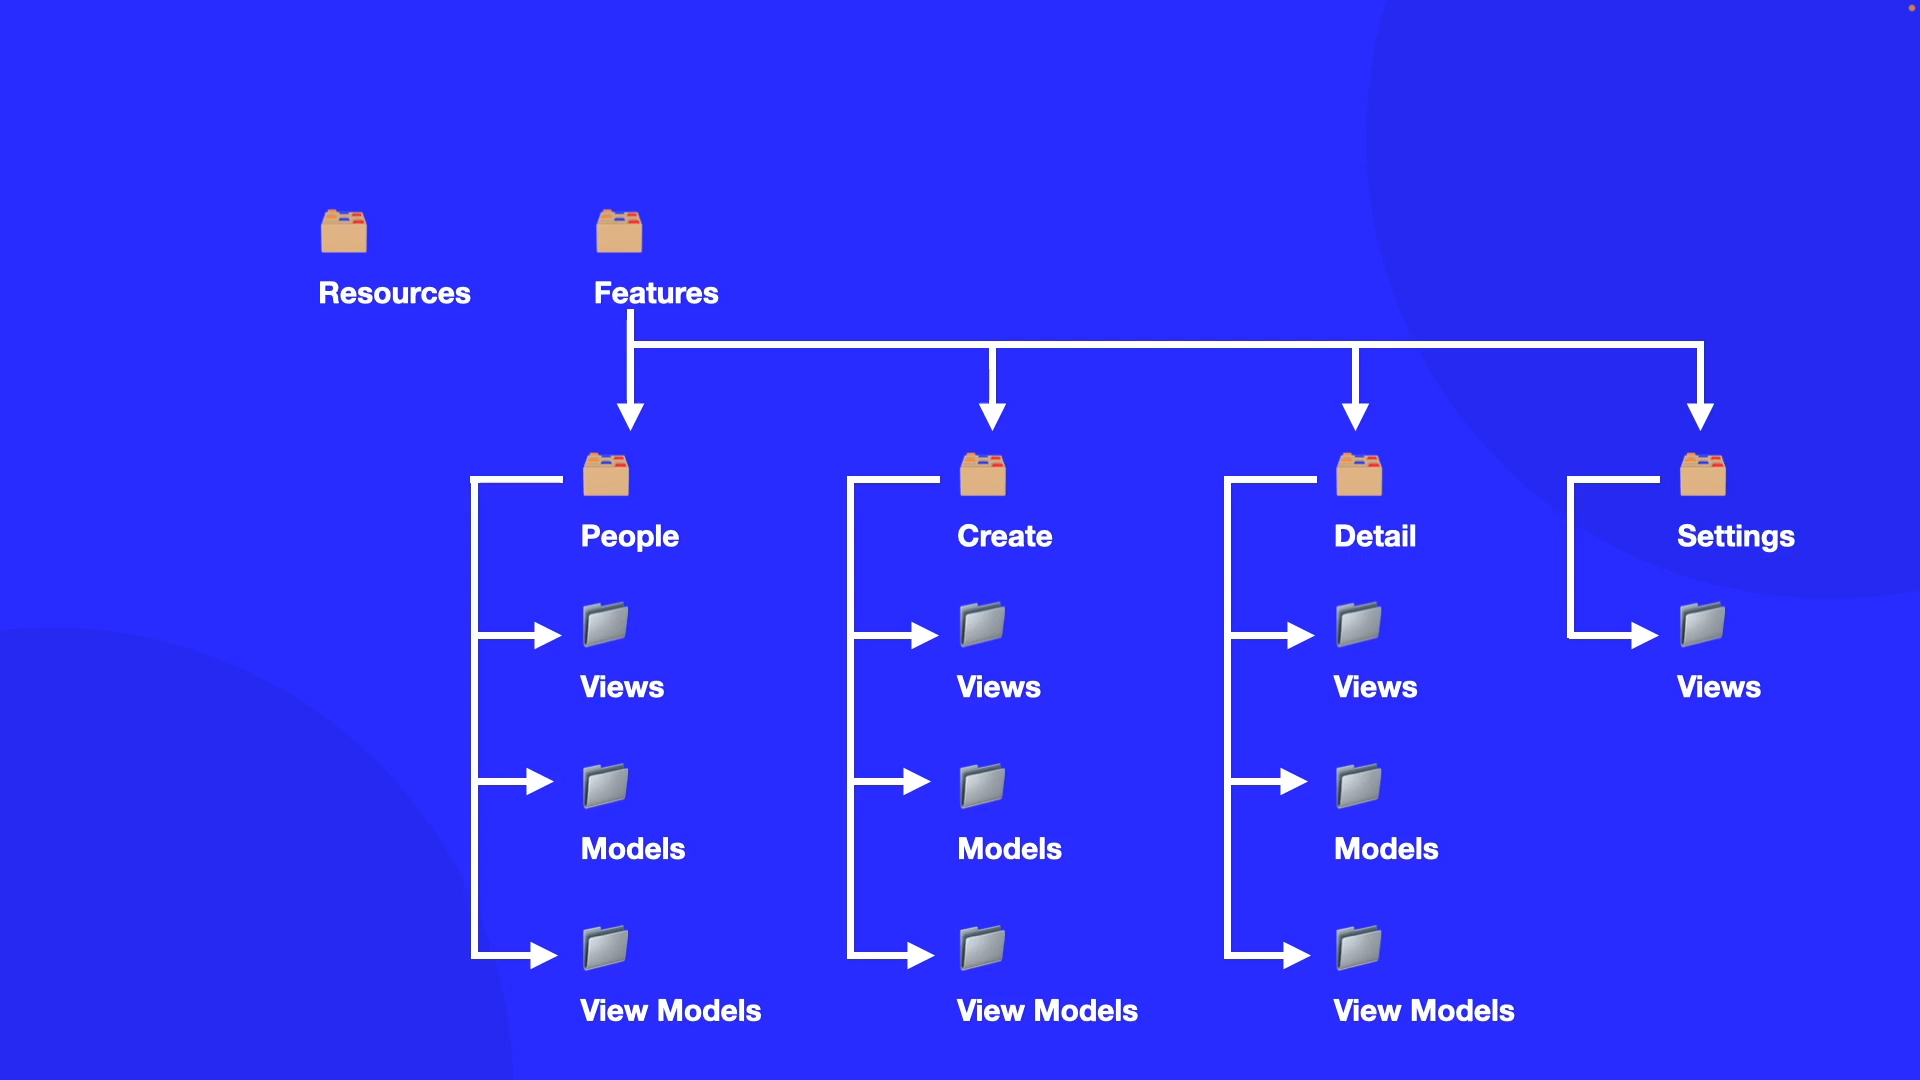 Resources
Features
People
Create
Detail
Settings
Views
Views
Views
Views
Models
Models
Models
View Models
View Models
View Models